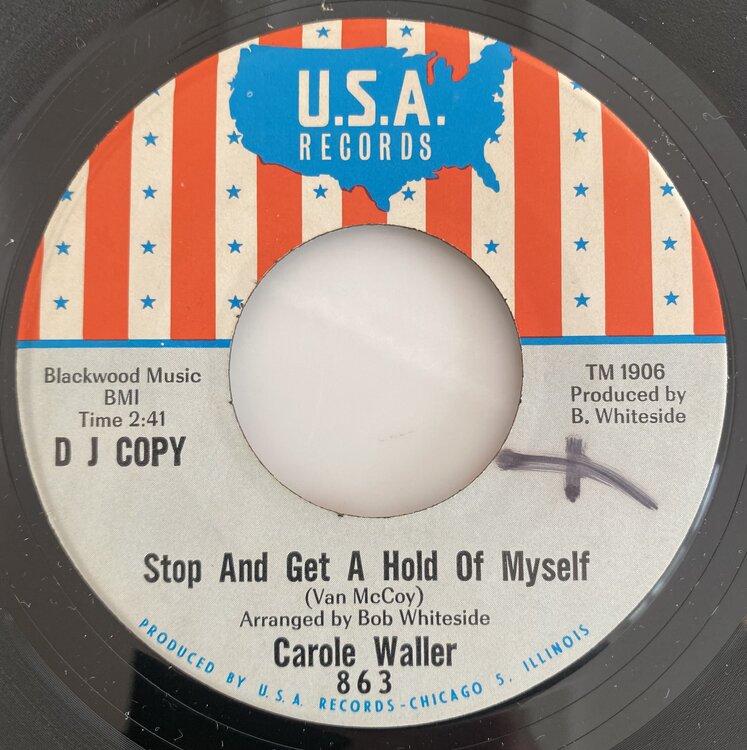 U.S.A.
RECORDS
Blackwood Music
BMI
Time 2:41
D J COPY
TM 1906
Produced by
B. Whiteside
Stop And Get A Hold Of Myself
(Van McCoy)
Arranged by Bob Whiteside
Carole Waller
863
PRODUCED BY U.S.A. RECORDS - CHICAGO 5, ILLINOIS